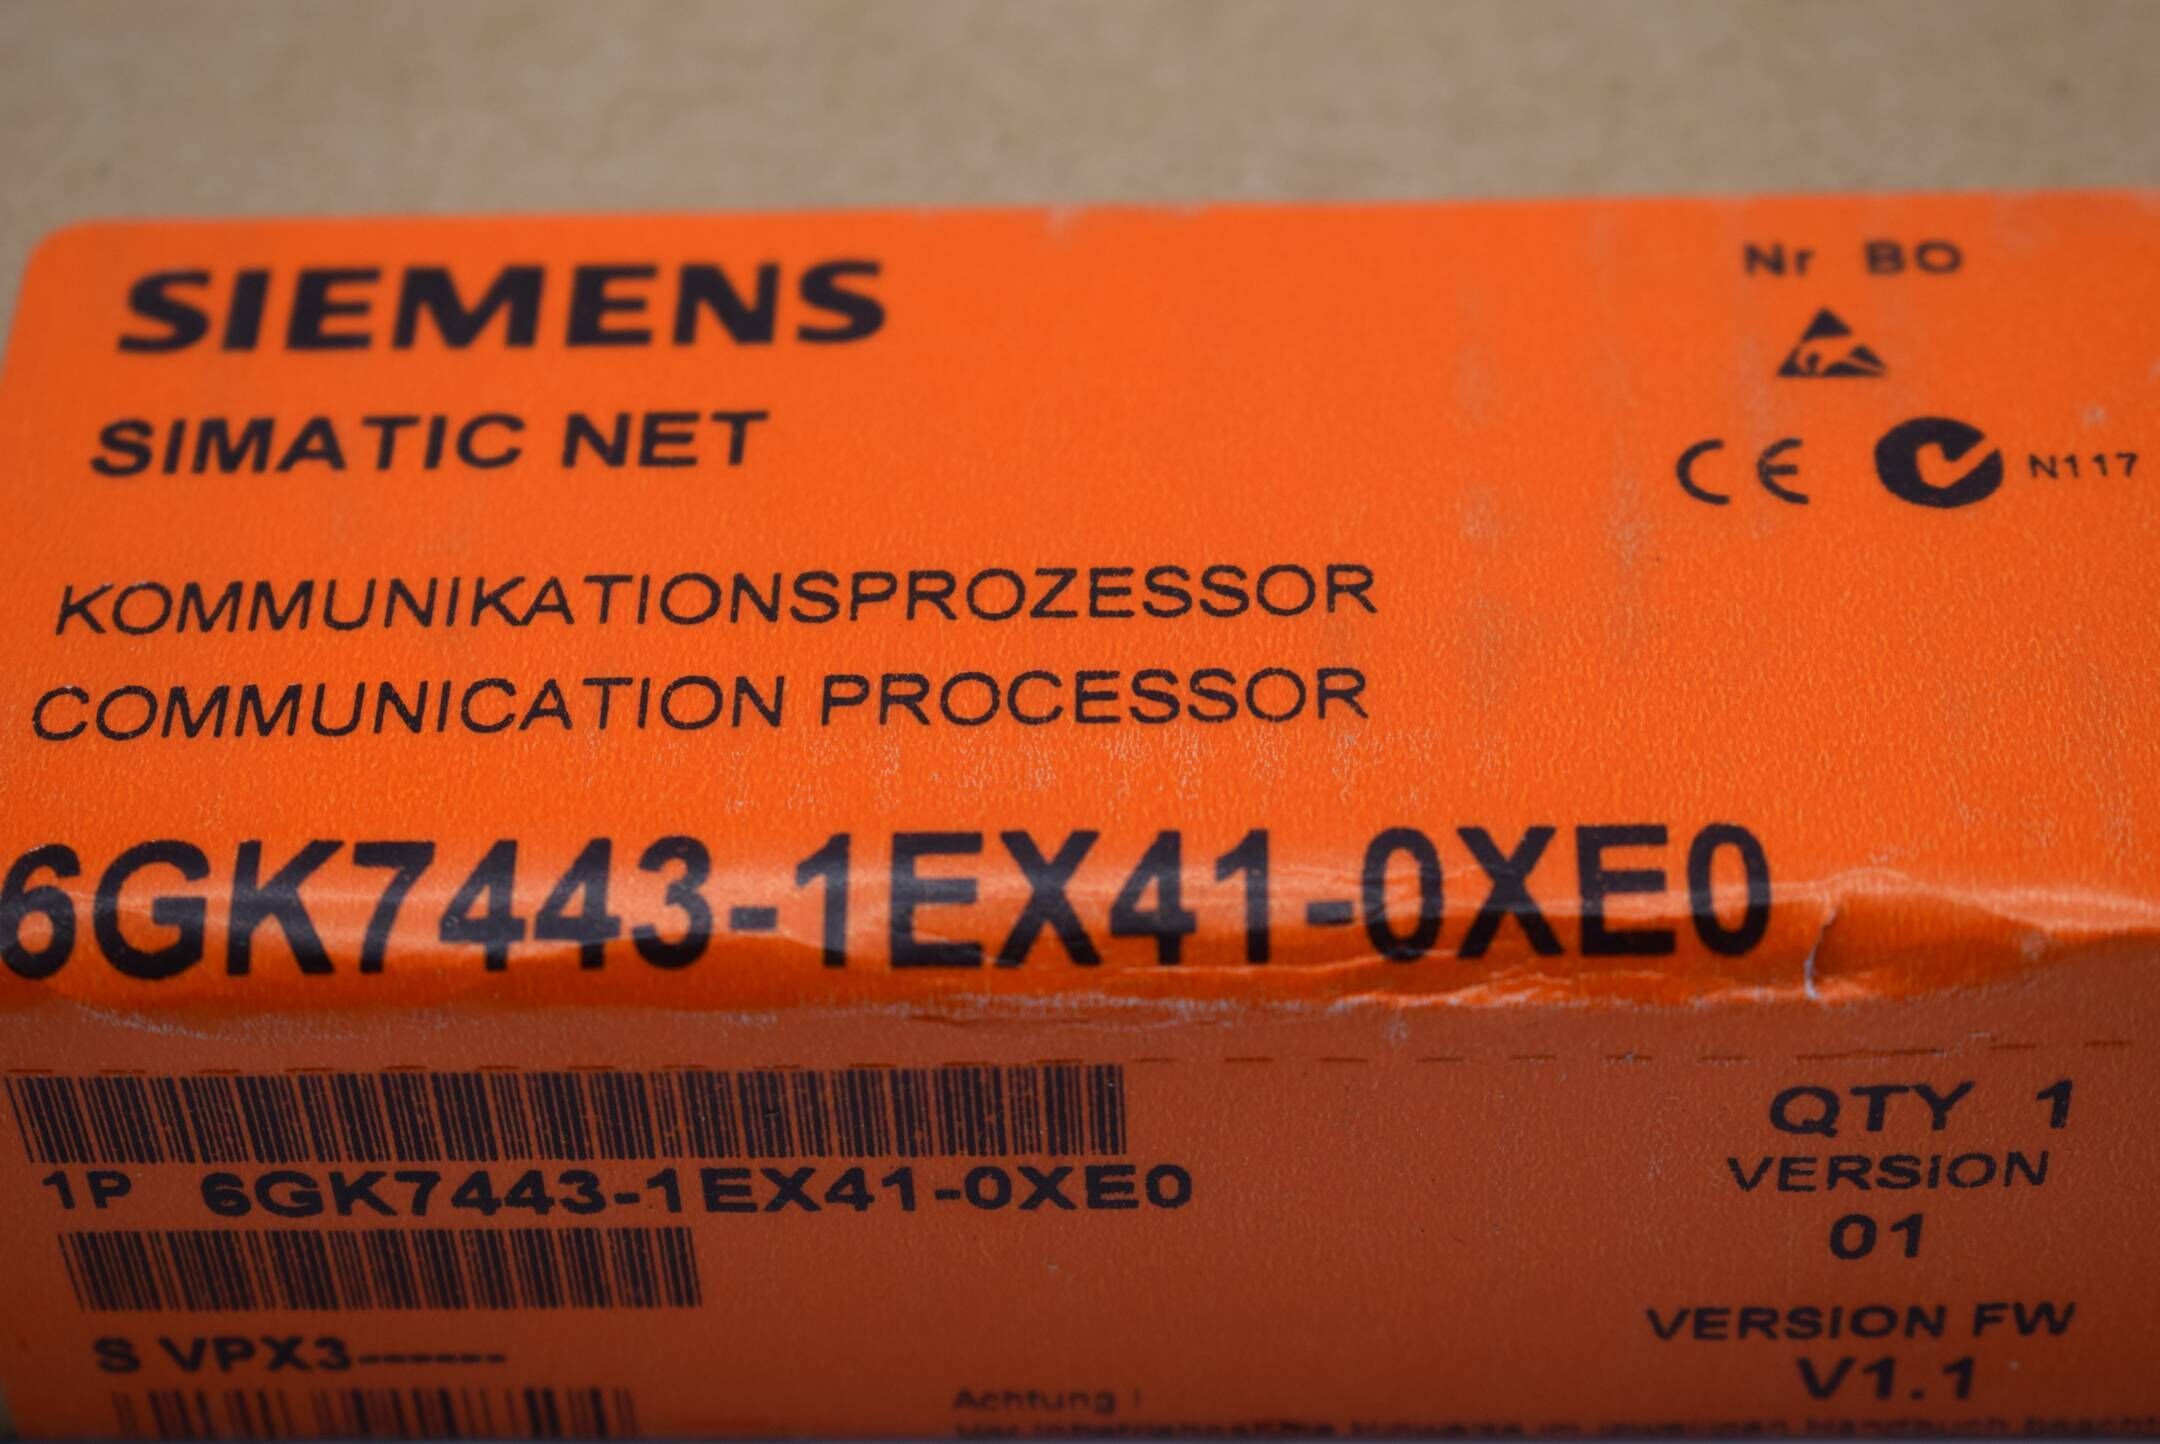 SIEMENS
Nr BO
SIMATIC NET
CE N117
KOMMUNIKATIONSPROZESSOR
COMMUNICATION PROCESSOR
6GK7443-1EX41-0XE0
QTY 1
1P 6GK7443-1EX41-0XE0
VERSION
01
VERSION FW
S VPX3------
V1.1
Achtung !